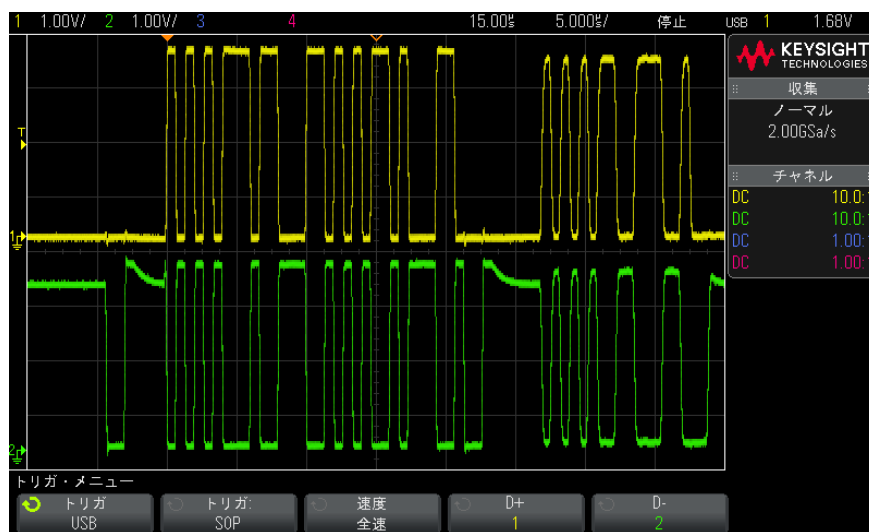 1 1.00V/ 2 1.00V/ 3 4 15.00㎲ 5.000㎲/ 停止 USB 1 1.68V
KEYSIGHT
TECHNOLOGIES
収集
ノーマル
2.00GSa/s
T
チャネル
DC 10.0:1
DC 10.0:1
DC 1.00:1
DC 1.00:1
1
2
トリガ・メニュー
トリガ
USB
トリガ:
SOP
速度
全速
D+
1
D-
2